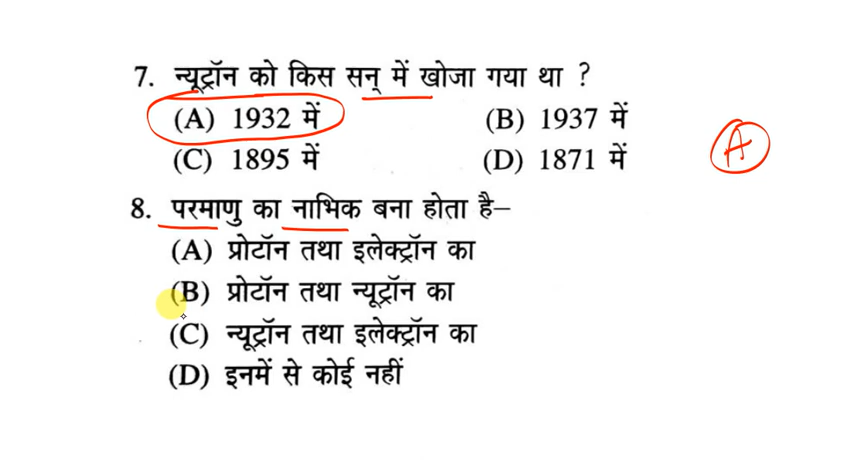 7. न्यूट्रॉन को किस सन् में खोजा गया था ?
(A) 1932 में (B) 1937 में
(C) 1895 में (D) 1871 में
A
8. परमाणु का नाभिक बना होता है–
(A) प्रोटॉन तथा इलेक्ट्रॉन का
(B) प्रोटॉन तथा न्यूट्रॉन का
(C) न्यूट्रॉन तथा इलेक्ट्रॉन का
(D) इनमें से कोई नहीं